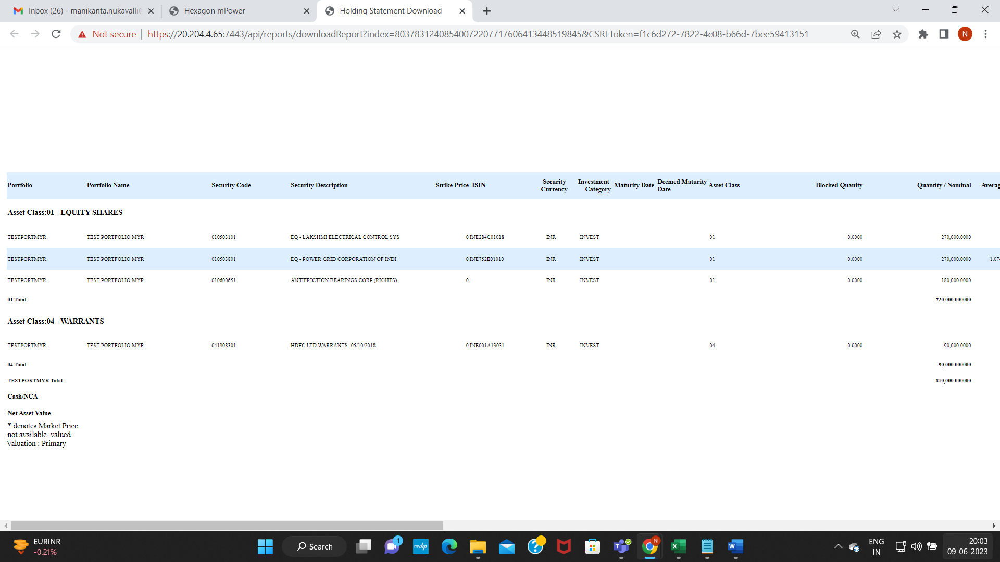 Inbox (26) - manikanta.nukavalli@
Hexagon mPower
Holding Statement Download
Not secure
https://20.204.4.65:7443/api/reports/downloadReport?index=80378312408540072207717606413448519845&CSRFToken=f1c6d272-7822-4c08-b66d-7bee59413151
N
Portfolio Portfolio Name Security Code Security Description Strike Price ISIN Security Currency Investment Category Maturity Date Deemed Maturity Date Asset Class Blocked Quanity Quantity / Nominal Averag
Asset Class:01 - EQUITY SHARES
TESTPORTMYR TEST PORTFOLIO MYR 010503101 EQ - LAKSHMI ELECTRICAL CONTROL SYS 0 INE284C01018 INR INVEST 01 0.0000 270,000.0000
TESTPORTMYR TEST PORTFOLIO MYR 010503801 EQ - POWER GRID CORPORATION OF INDI 0 INE752E01010 INR INVEST 01 0.0000 270,000.0000 1.07
TESTPORTMYR TEST PORTFOLIO MYR 010600651 ANTIFRICTION BEARINGS CORP (RIGHTS) 0 INR INVEST 01 0.0000 180,000.0000
01 Total : 720,000.000000
Asset Class:04 - WARRANTS
TESTPORTMYR TEST PORTFOLIO MYR 041908301 HDFC LTD WARRANTS -05/10/2018 0 INE001A13031 INR INVEST 04 0.0000 90,000.0000
04 Total : 90,000.000000
TESTPORTMYR Total : 810,000.000000
Cash/NCA
Net Asset Value
* denotes Market Price
not available, valued..
Valuation : Primary
EURINR
-0.21%
Search
1
myhp
?
T
N
X
W
ENG
IN
20:03
09-06-2023